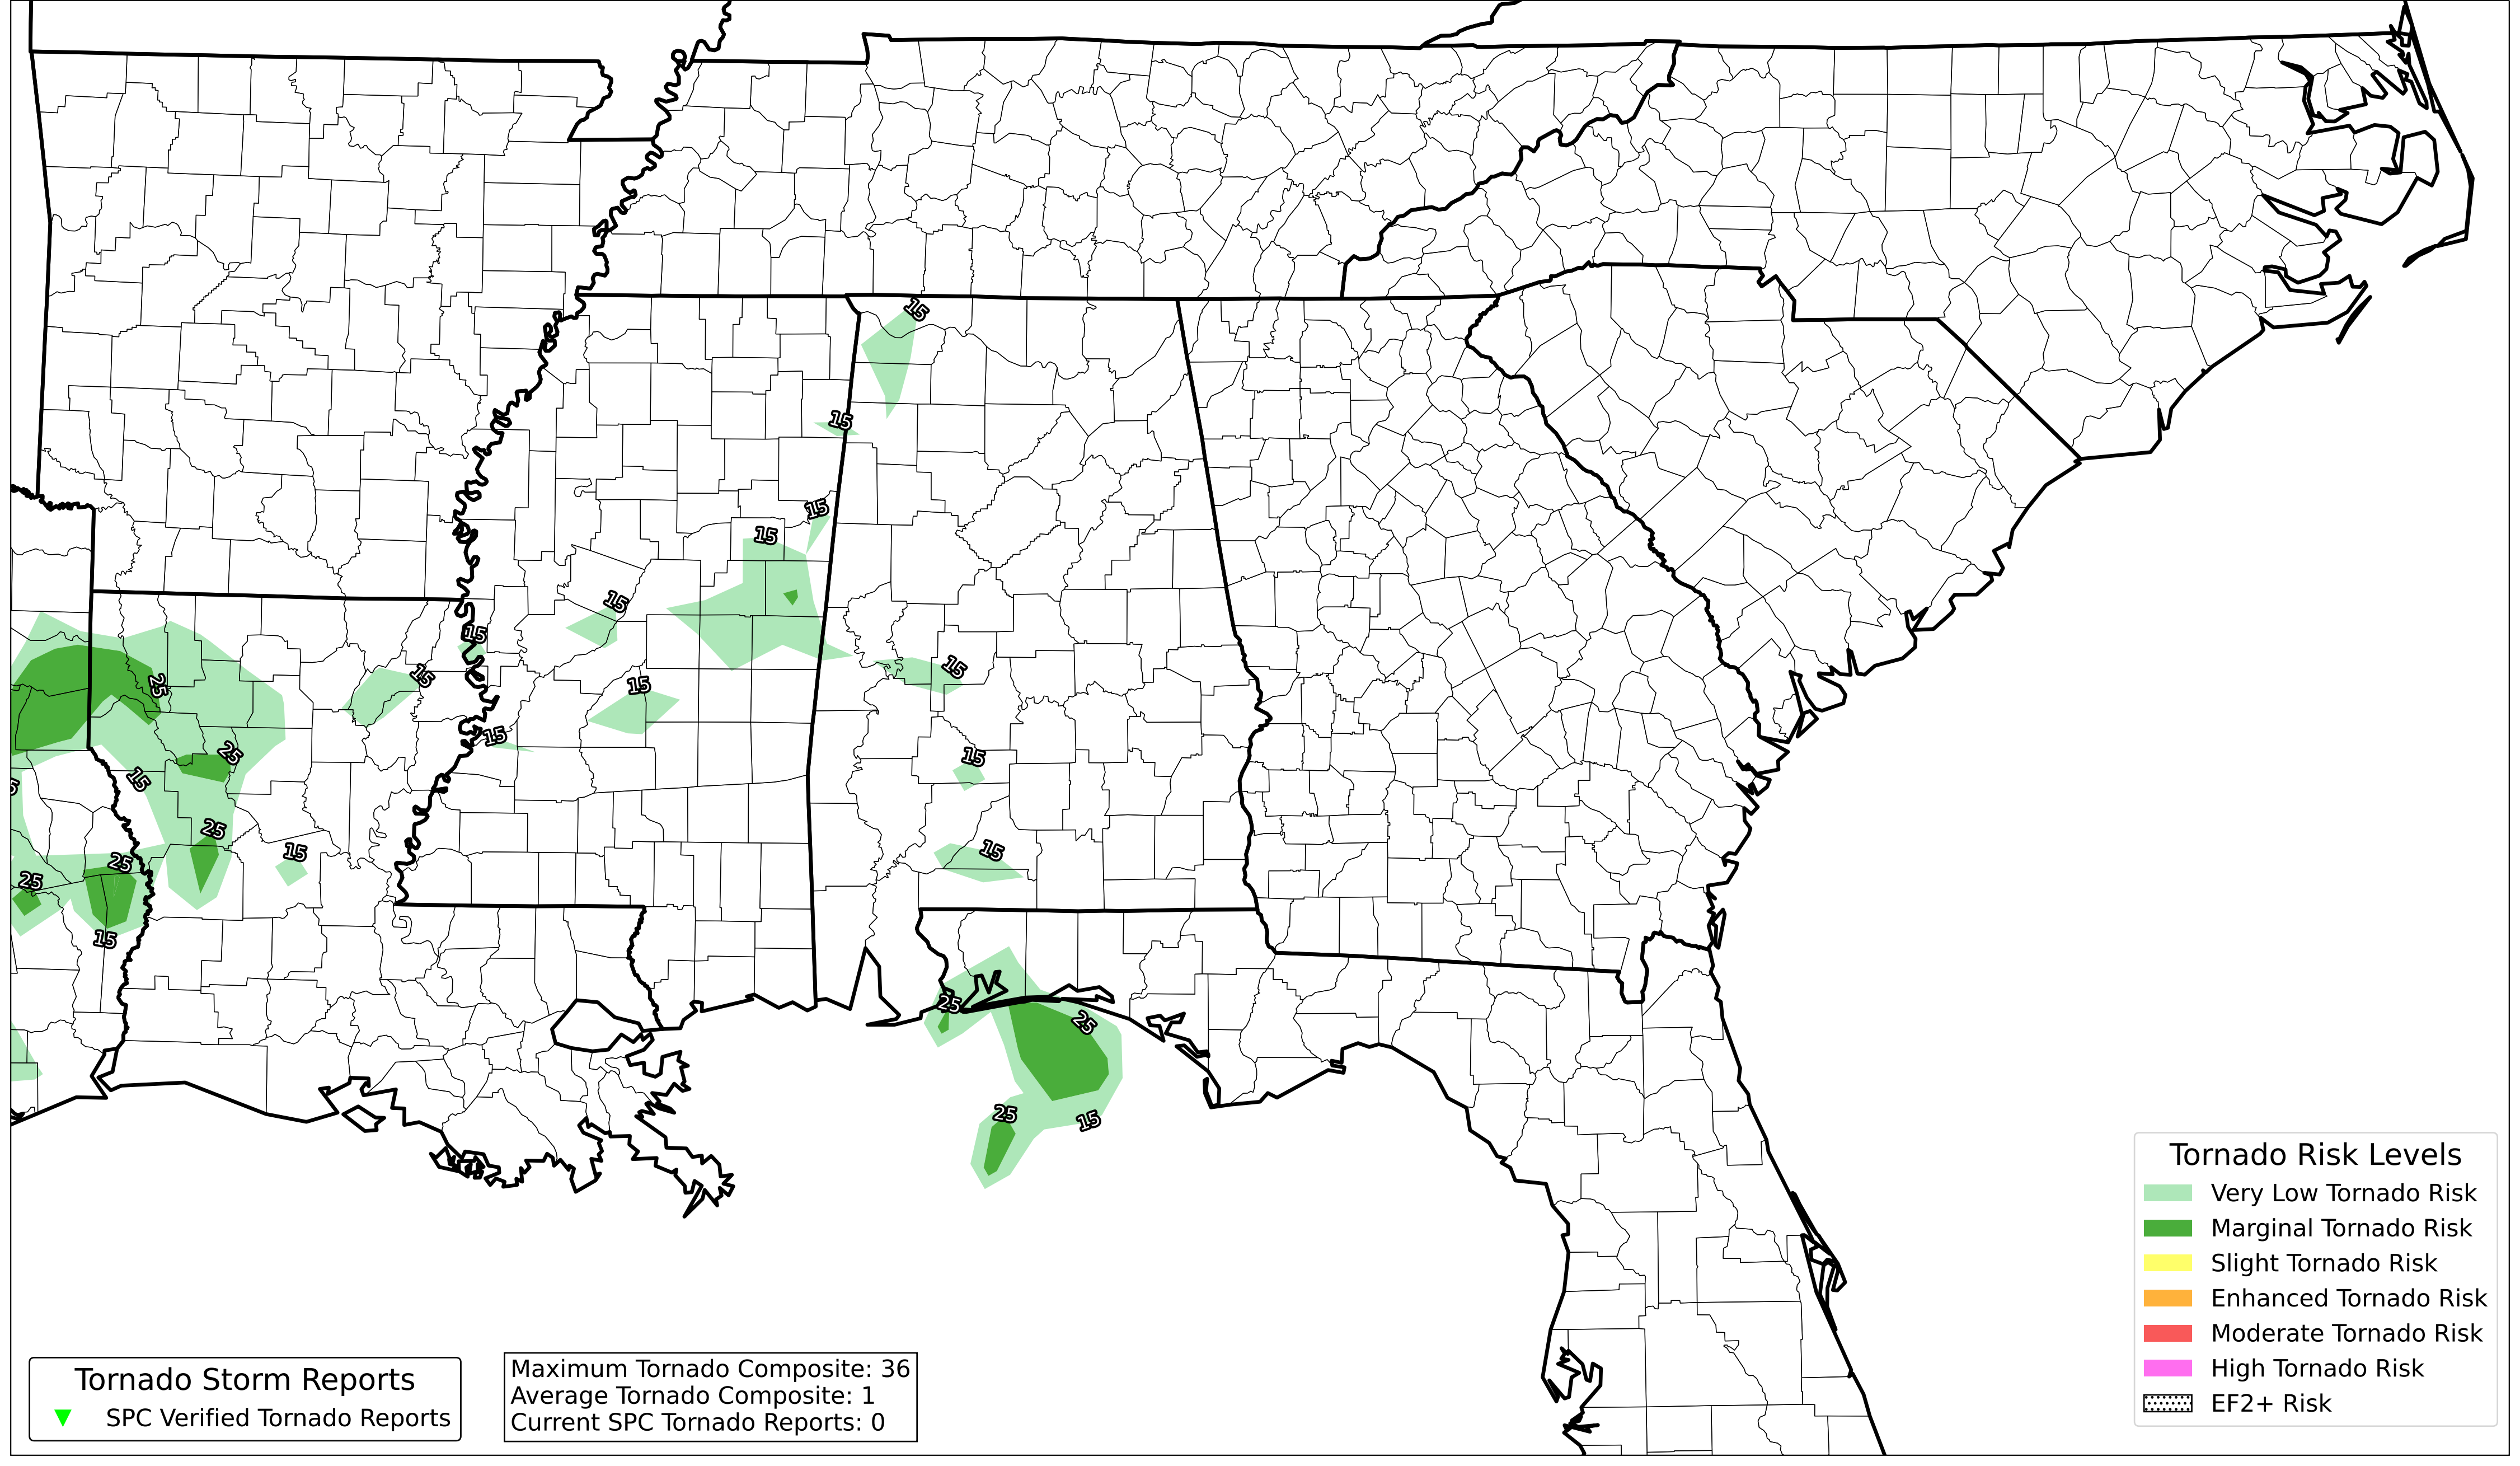 15
15
15
15
15
15
25
15
15
15
15
25
15
15
5
25
15
15
25
25
15
25
25
25
15
Tornado Risk Levels
Very Low Tornado Risk
Marginal Tornado Risk
Slight Tornado Risk
Enhanced Tornado Risk
Moderate Tornado Risk
High Tornado Risk
EF2+ Risk
Tornado Storm Reports
SPC Verified Tornado Reports
Maximum Tornado Composite: 36
Average Tornado Composite: 1
Current SPC Tornado Reports: 0